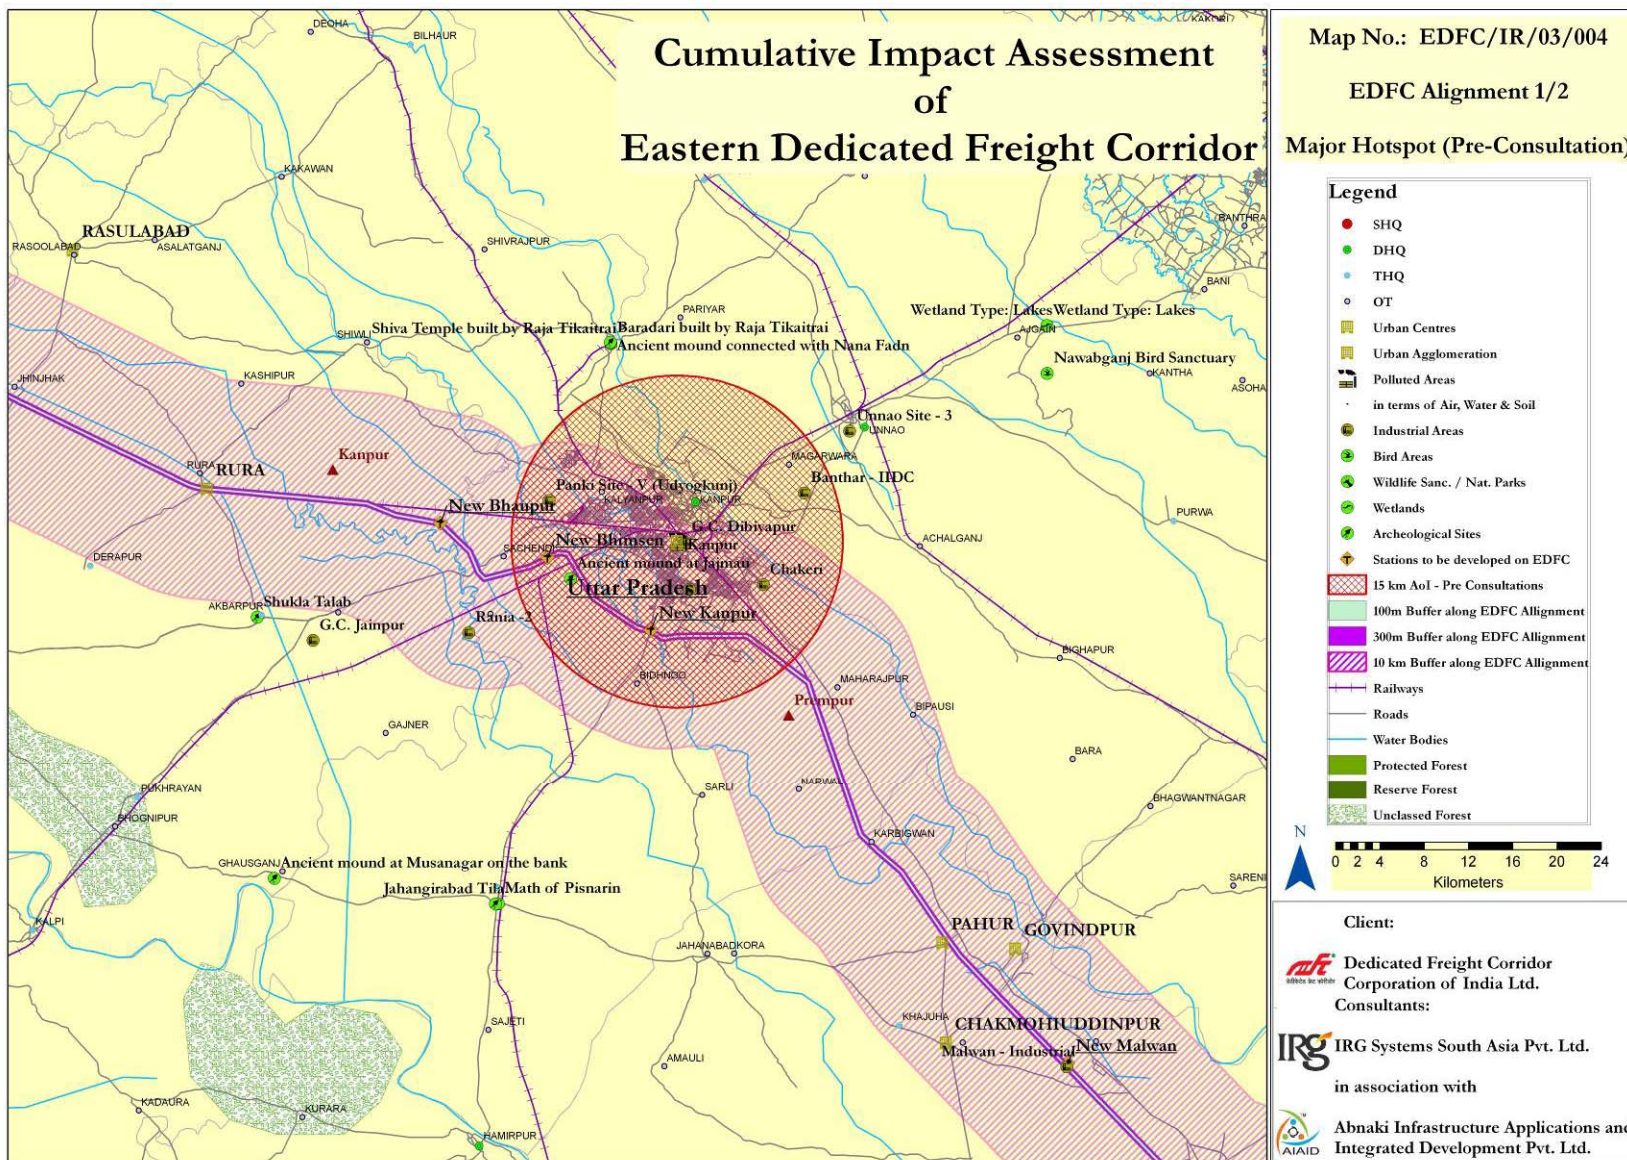 Cumulative Impact Assessment
of
Eastern Dedicated Freight Corridor
DEOHA
BILHAUR
KAKORI
KAKAWAN
RASULABAD
RASOOLABAD
ASALATGANJ
SHIVRAJPUR
BANTHRA
BANI
PARIYAR
Wetland Type: Lakes
Wetland Type: Lakes
Shiva Temple built by Raja Tikaitrai
Baradari built by Raja Tikaitrai
Ancient mound connected with Nana Fadn
SHIWLI
AJGAIN
Nawabganj Bird Sanctuary
KANTHA
ASOHA
JHINJHAK
KASHIPUR
Unnao Site - 3
UNNAO
Kanpur
RURA
RURA
MAGARWARA
Banthar - IIDC
Panki Site - V (Udyogkunj)
KALYANPUR
KANPUR
New Bhaupur
PURWA
G.C. Dibiyapur
New Bhimsen
Kanpur
ACHALGANJ
SACHENDI
DERAPUR
Ancient mound at Jajmau
Chakeri
Uttar Pradesh
AKBARPUR
Shukla Talab
G.C. Jainpur
Rania -2
New Kanpur
BIGHAPUR
BIDHNOO
MAHARAJPUR
Prempur
BIPAUSI
GAJNER
BARA
PUKHRAYAN
SARLI
NARWAL
BHAGWANTNAGAR
BHOGNIPUR
KARBIGWAN
GHAUSGANJ
Ancient mound at Musanagar on the bank
SARENI
Jahangirabad Tila
Math of Pisnarin
KALPI
PAHUR
GOVINDPUR
JAHANABADKORA
KHAJUHA
CHAKMOHIUDDINPUR
SAJETI
Malwan - Industrial
New Malwan
AMAULI
KADAURA
KURARA
HAMIRPUR
Map No.: EDFC/IR/03/004
EDFC Alignment 1/2
Major Hotspot (Pre-Consultation)
Legend
SHQ
DHQ
THQ
OT
Urban Centres
Urban Agglomeration
Polluted Areas
in terms of Air, Water & Soil
Industrial Areas
Bird Areas
Wildlife Sanc. / Nat. Parks
Wetlands
Archeological Sites
Stations to be developed on EDFC
15 km AoI - Pre Consultations
100m Buffer along EDFC Allignment
300m Buffer along EDFC Allignment
10 km Buffer along EDFC Allignment
Railways
Roads
Water Bodies
Protected Forest
Reserve Forest
Unclassed Forest
N
0 2 4 8 12 16 20 24
Kilometers
Client:
Dedicated Freight Corridor
Corporation of India Ltd.
Consultants:
IRG
IRG Systems South Asia Pvt. Ltd.
in association with
AIAID
Abnaki Infrastructure Applications and
Integrated Development Pvt. Ltd.